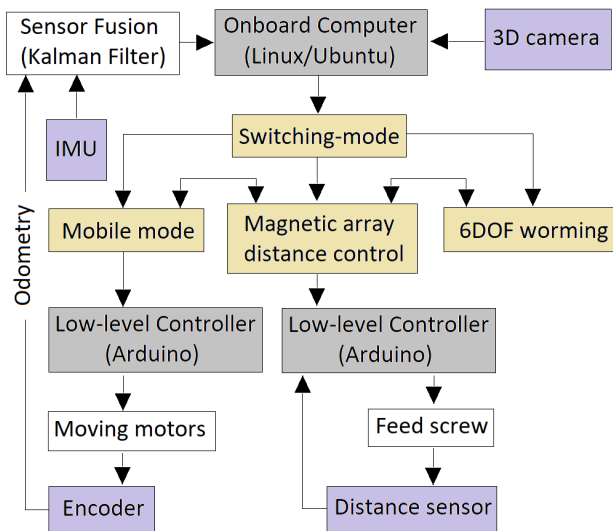 Sensor Fusion
(Kalman Filter)
Onboard Computer
(Linux/Ubuntu)
3D camera
IMU
Switching-mode
Odometry
Mobile mode
Magnetic array
distance control
6DOF worming
Low-level Controller
(Arduino)
Low-level Controller
(Arduino)
Moving motors
Feed screw
Encoder
Distance sensor